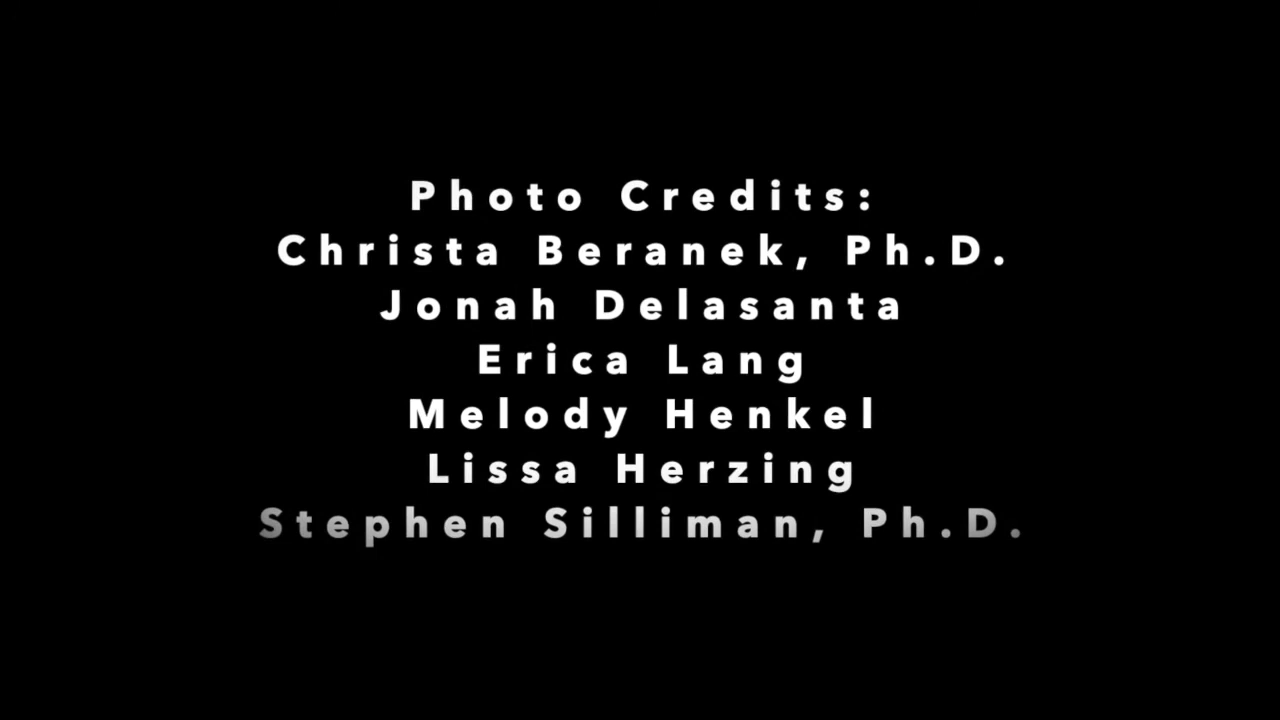 Photo Credits:
Christa Beranek, Ph.D.
Jonah Delasanta
Erica Lang
Melody Henkel
Lissa Herzing
Stephen Silliman, Ph.D.